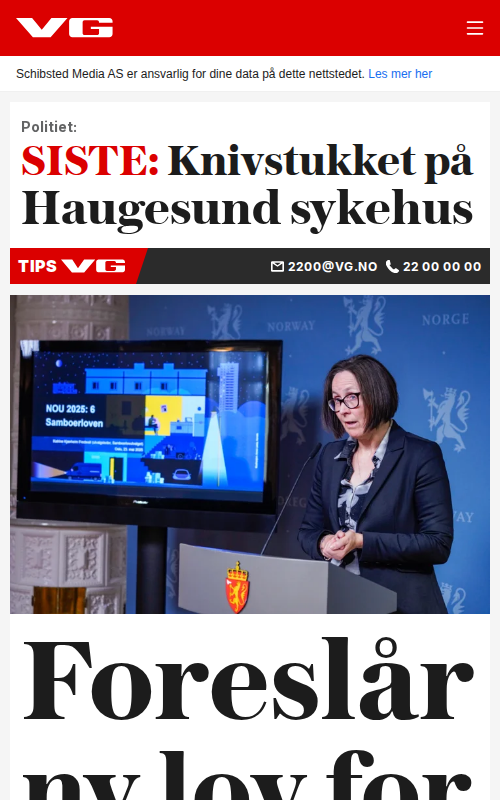 VG
Schibsted Media AS er ansvarlig for dine data på dette nettstedet. Les mer her
Politiet:
SISTE: Knivstukket på
Haugesund sykehus
TIPS VG 2200@VG.NO 22 00 00 00
NORWAY
NORWAY
NORGE
NOU 2025: 6
Samboerloven
Foreslår
ny lov for